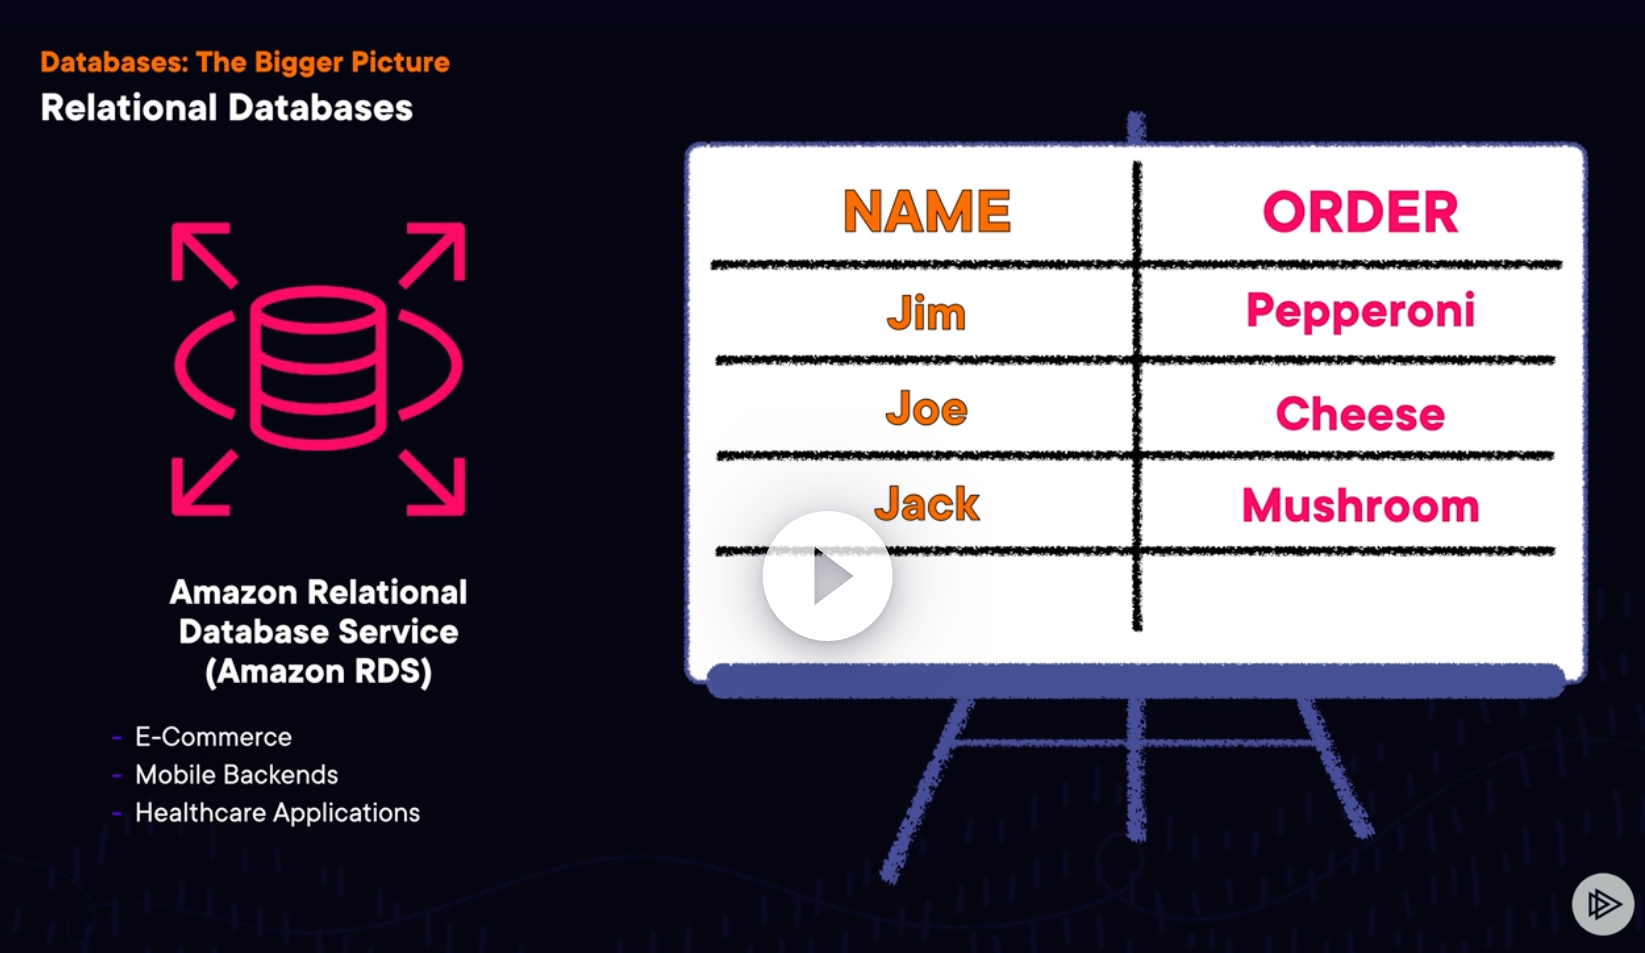 Databases: The Bigger Picture
Relational Databases
Amazon Relational
Database Service
(Amazon RDS)
- E-Commerce
- Mobile Backends
- Healthcare Applications
NAME ORDER
Jim Pepperoni
Joe Cheese
Jack Mushroom